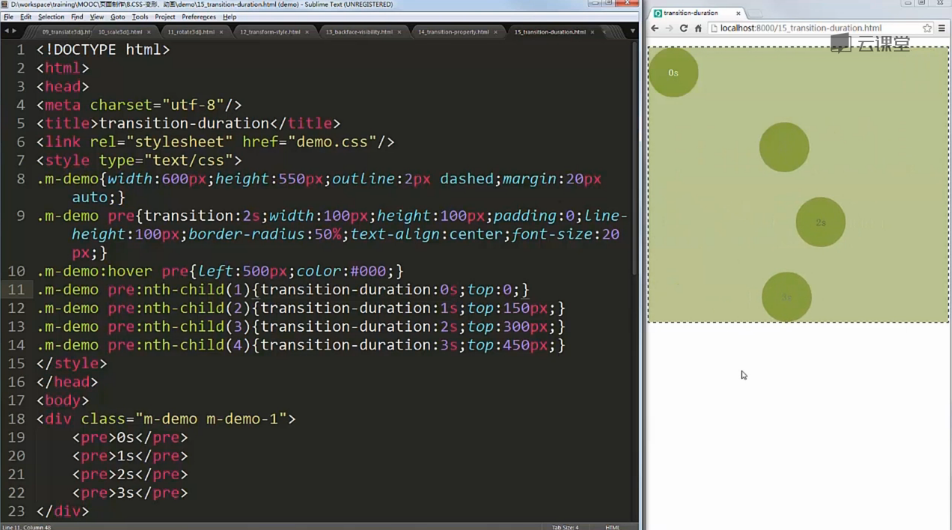 D:\workspace\training\MOOC\页面制作\8.CSS-变形、动画\demo\15_transition-duration.html (demo) - Sublime Text (UNREGISTERED)
File Edit Selection Find View Goto Tools Project Preferences Help
10_scale3d().html 11_rotate3d().html 12_transform-style.html 13_backface-visibility.html 14_transition-property.html 15_transition-duration.html
1 <!DOCTYPE html>
2 <html>
3 <head>
4 <meta charset="utf-8"/>
5 <title>transition-duration</title>
6 <link rel="stylesheet" href="demo.css"/>
7 <style type="text/css">
8 .m-demo{width:600px;height:550px;outline:2px dashed;margin:20px
auto;}
9 .m-demo pre{transition:2s;width:100px;height:100px;padding:0;line-
height:100px;border-radius:50%;text-align:center;font-size:20
px;}
10 .m-demo:hover pre{left:500px;color:#000;}
11 .m-demo pre:nth-child(1){transition-duration:0s;top:0;}
12 .m-demo pre:nth-child(2){transition-duration:1s;top:150px;}
13 .m-demo pre:nth-child(3){transition-duration:2s;top:300px;}
14 .m-demo pre:nth-child(4){transition-duration:3s;top:450px;}
15 </style>
16 </head>
17 <body>
18 <div class="m-demo m-demo-1">
19 <pre>0s</pre>
20 <pre>1s</pre>
21 <pre>2s</pre>
22 <pre>3s</pre>
23 </div>
Line 11, Column 48
Tab Size: 4
HTML
transition-duration
localhost:8000/15_transition-duration.html
云课堂
0s
2s